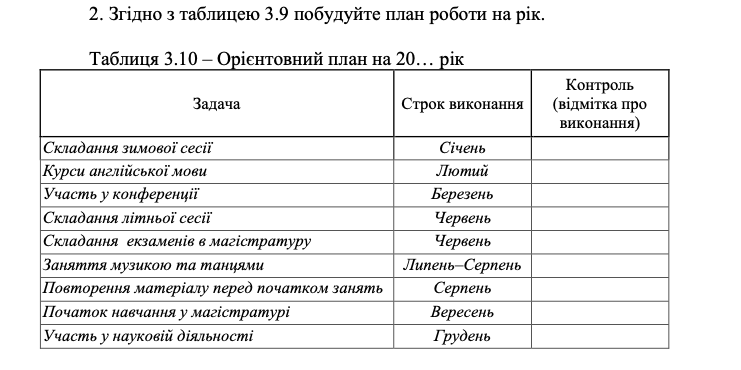 2. Згідно з таблицею 3.9 побудуйте план роботи на рік.
Таблиця 3.10 – Орієнтовний план на 20… рік
Задача Строк виконання Контроль (відмітка про виконання)
Складання зимової сесії Січень
Курси англійської мови Лютий
Участь у конференції Березень
Складання літньої сесії Червень
Складання екзаменів в магістратуру Червень
Заняття музикою та танцями Липень–Серпень
Повторення матеріалу перед початком занять Серпень
Початок навчання у магістратурі Вересень
Участь у науковій діяльності Грудень